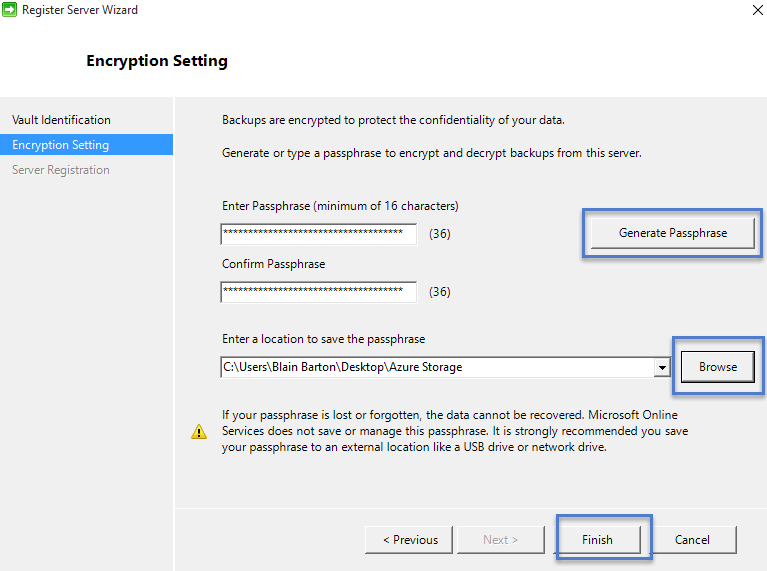 Register Server Wizard
Encryption Setting
Vault Identification
Encryption Setting
Server Registration
Backups are encrypted to protect the confidentiality of your data.
Generate or type a passphrase to encrypt and decrypt backups from this server.
Enter Passphrase (minimum of 16 characters)
************************************ (36)
Generate Passphrase
Confirm Passphrase
************************************ (36)
Enter a location to save the passphrase
C:\Users\Blain Barton\Desktop\Azure Storage
Browse
If your passphrase is lost or forgotten, the data cannot be recovered. Microsoft Online
Services does not save or manage this passphrase. It is strongly recommended you save
your passphrase to an external location like a USB drive or network drive.
< Previous Next > Finish Cancel